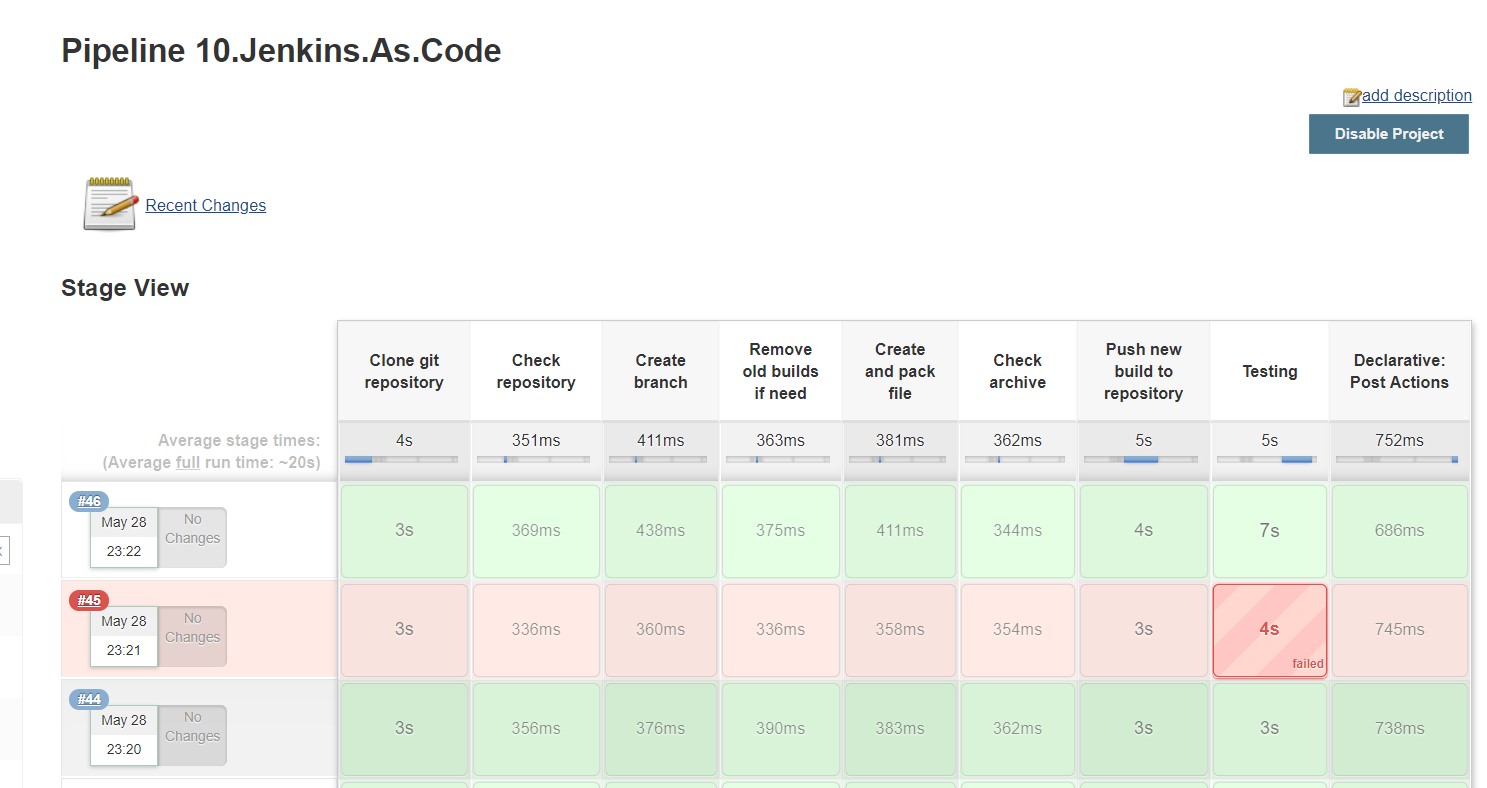 Pipeline 10.Jenkins.As.Code
add description
Disable Project
Recent Changes
Stage View
Clone git
repository
Check
repository
Create
branch
Remove
old builds
if need
Create
and pack
file
Check
archive
Push new
build to
repository
Testing
Declarative:
Post Actions
Average stage times:
(Average full run time: ~20s)
4s
351ms
411ms
363ms
381ms
362ms
5s
5s
752ms
#46
May 28
23:22
No
Changes
3s
369ms
438ms
375ms
411ms
344ms
4s
7s
686ms
#45
May 28
23:21
No
Changes
3s
336ms
360ms
336ms
358ms
354ms
3s
4s
failed
745ms
#44
May 28
23:20
No
Changes
3s
356ms
376ms
390ms
383ms
362ms
3s
3s
738ms